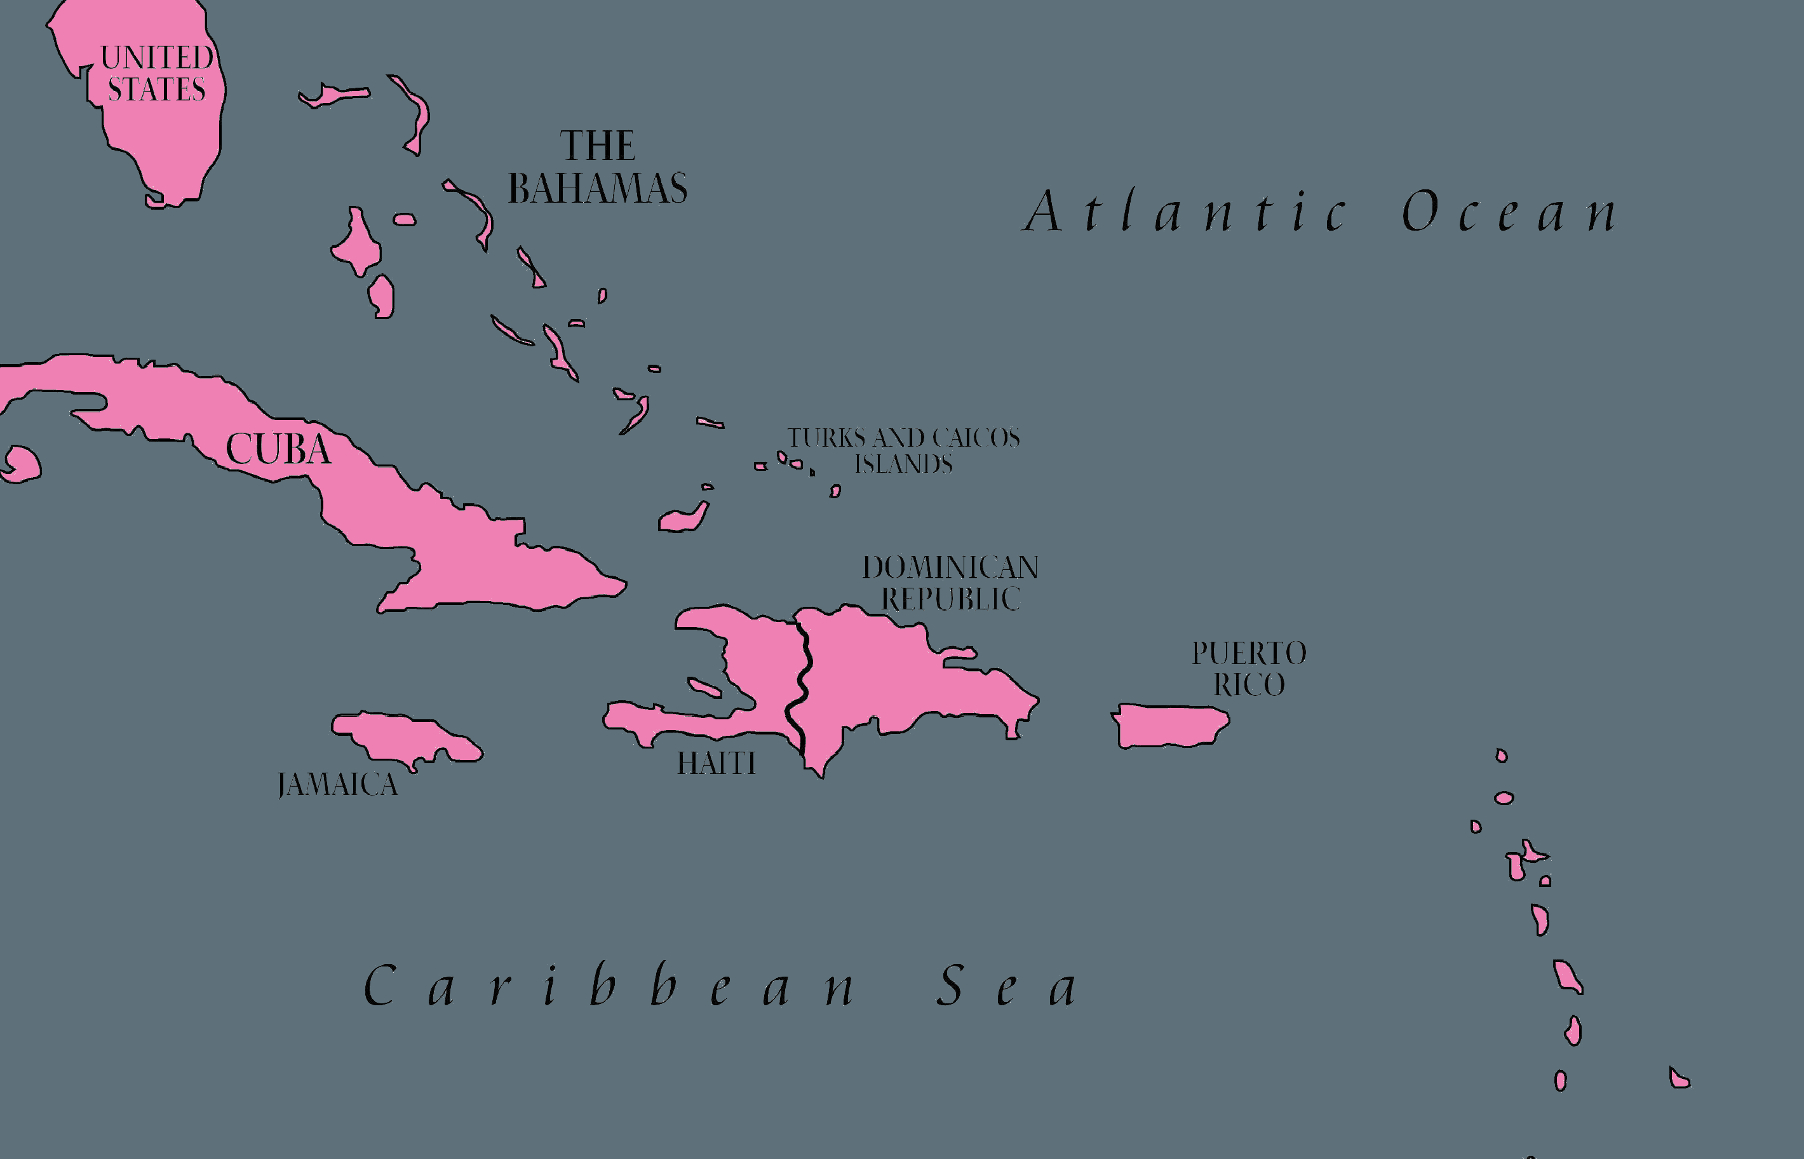 UNITED
STATES
THE
BAHAMAS
Atlantic Ocean
CUBA
TURKS AND CAICOS
ISLANDS
DOMINICAN
REPUBLIC
PUERTO
RICO
HAITI
JAMAICA
Caribbean Sea